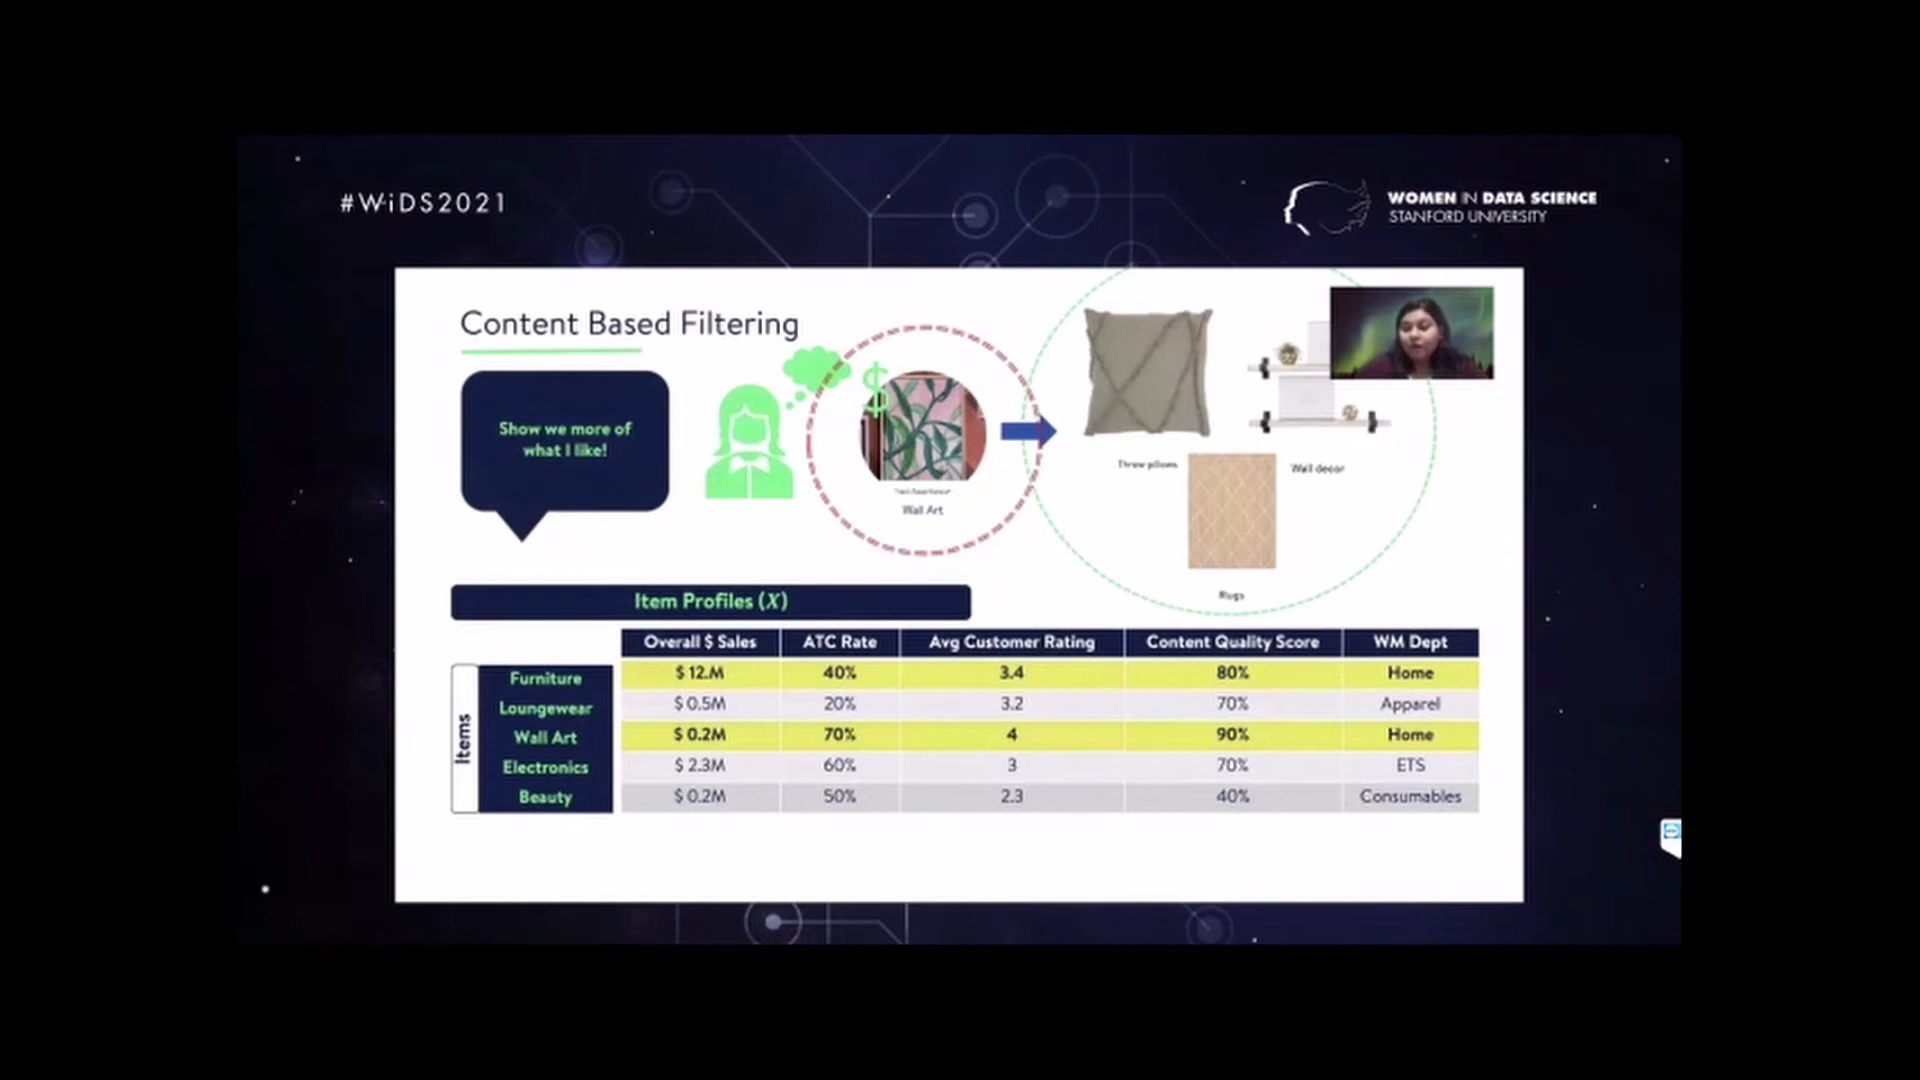 #WiDS2021
WOMEN IN DATA SCIENCE
STANFORD UNIVERSITY
Content Based Filtering
Show we more of
what I like!
$
Wall Art
Throw pillows
Wall decor
Rugs
Item Profiles (X)
Overall $ Sales ATC Rate Avg Customer Rating Content Quality Score WM Dept
Items
Furniture $ 12.M 40% 3.4 80% Home
Loungewear $ 0.5M 20% 3.2 70% Apparel
Wall Art $ 0.2M 70% 4 90% Home
Electronics $ 2.3M 60% 3 70% ETS
Beauty $ 0.2M 50% 2.3 40% Consumables